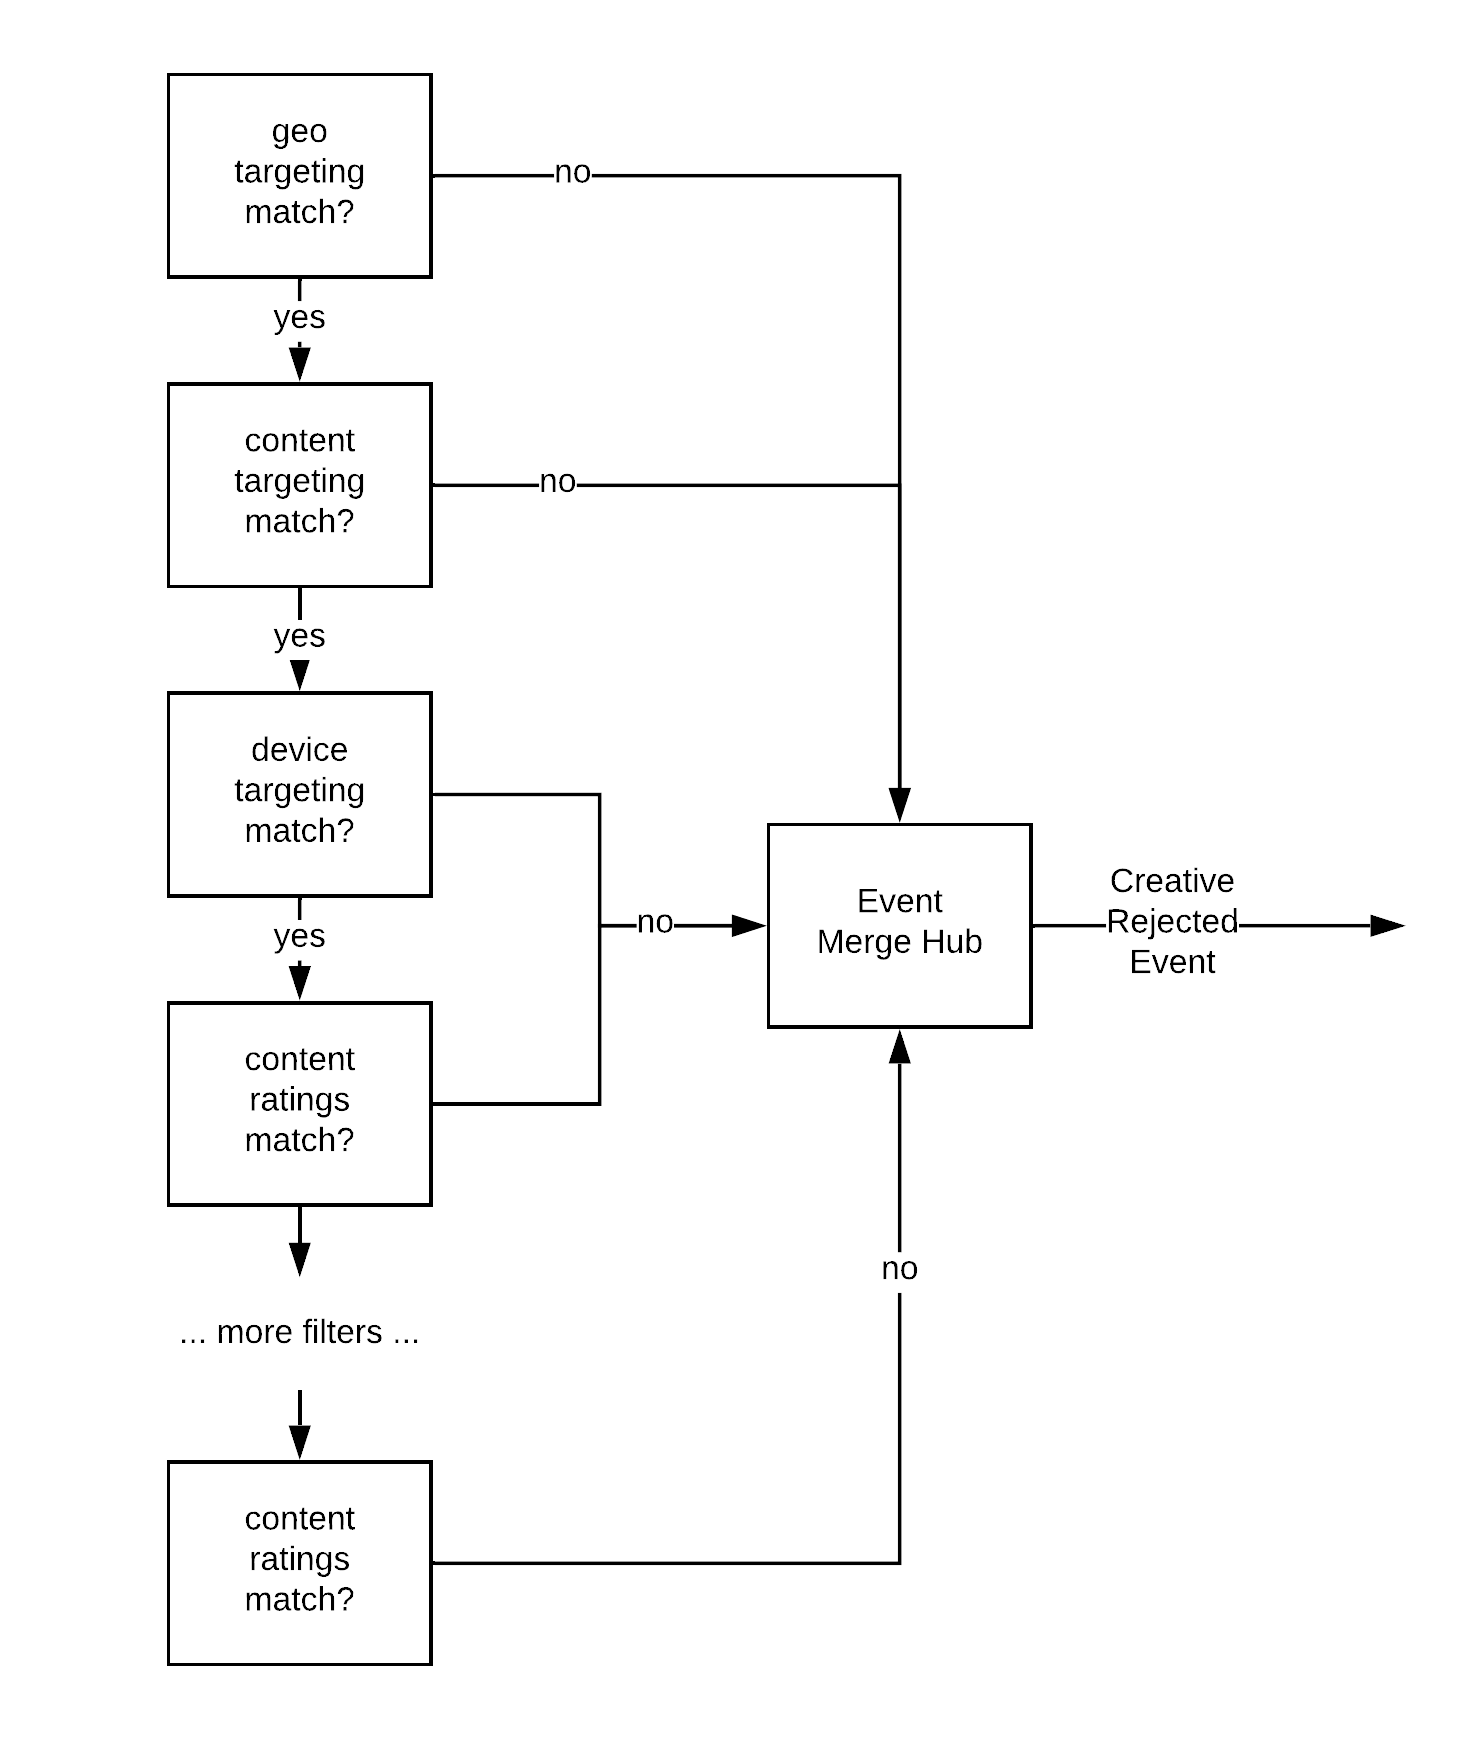 geo
targeting
match?
no
yes
content
targeting
match?
no
yes
device
targeting
match?
yes
no
Event
Merge Hub
Creative
Rejected
Event
content
ratings
match?
no
... more filters ...
content
ratings
match?